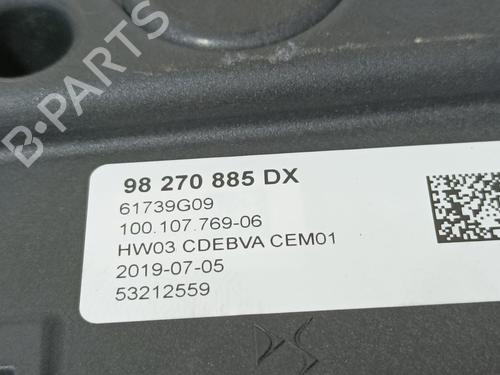 B-PARTS
98 270 885 DX
61739G09
100.107.769-06
HW03 CDEBVA CEM01
2019-07-05
53212559
DS